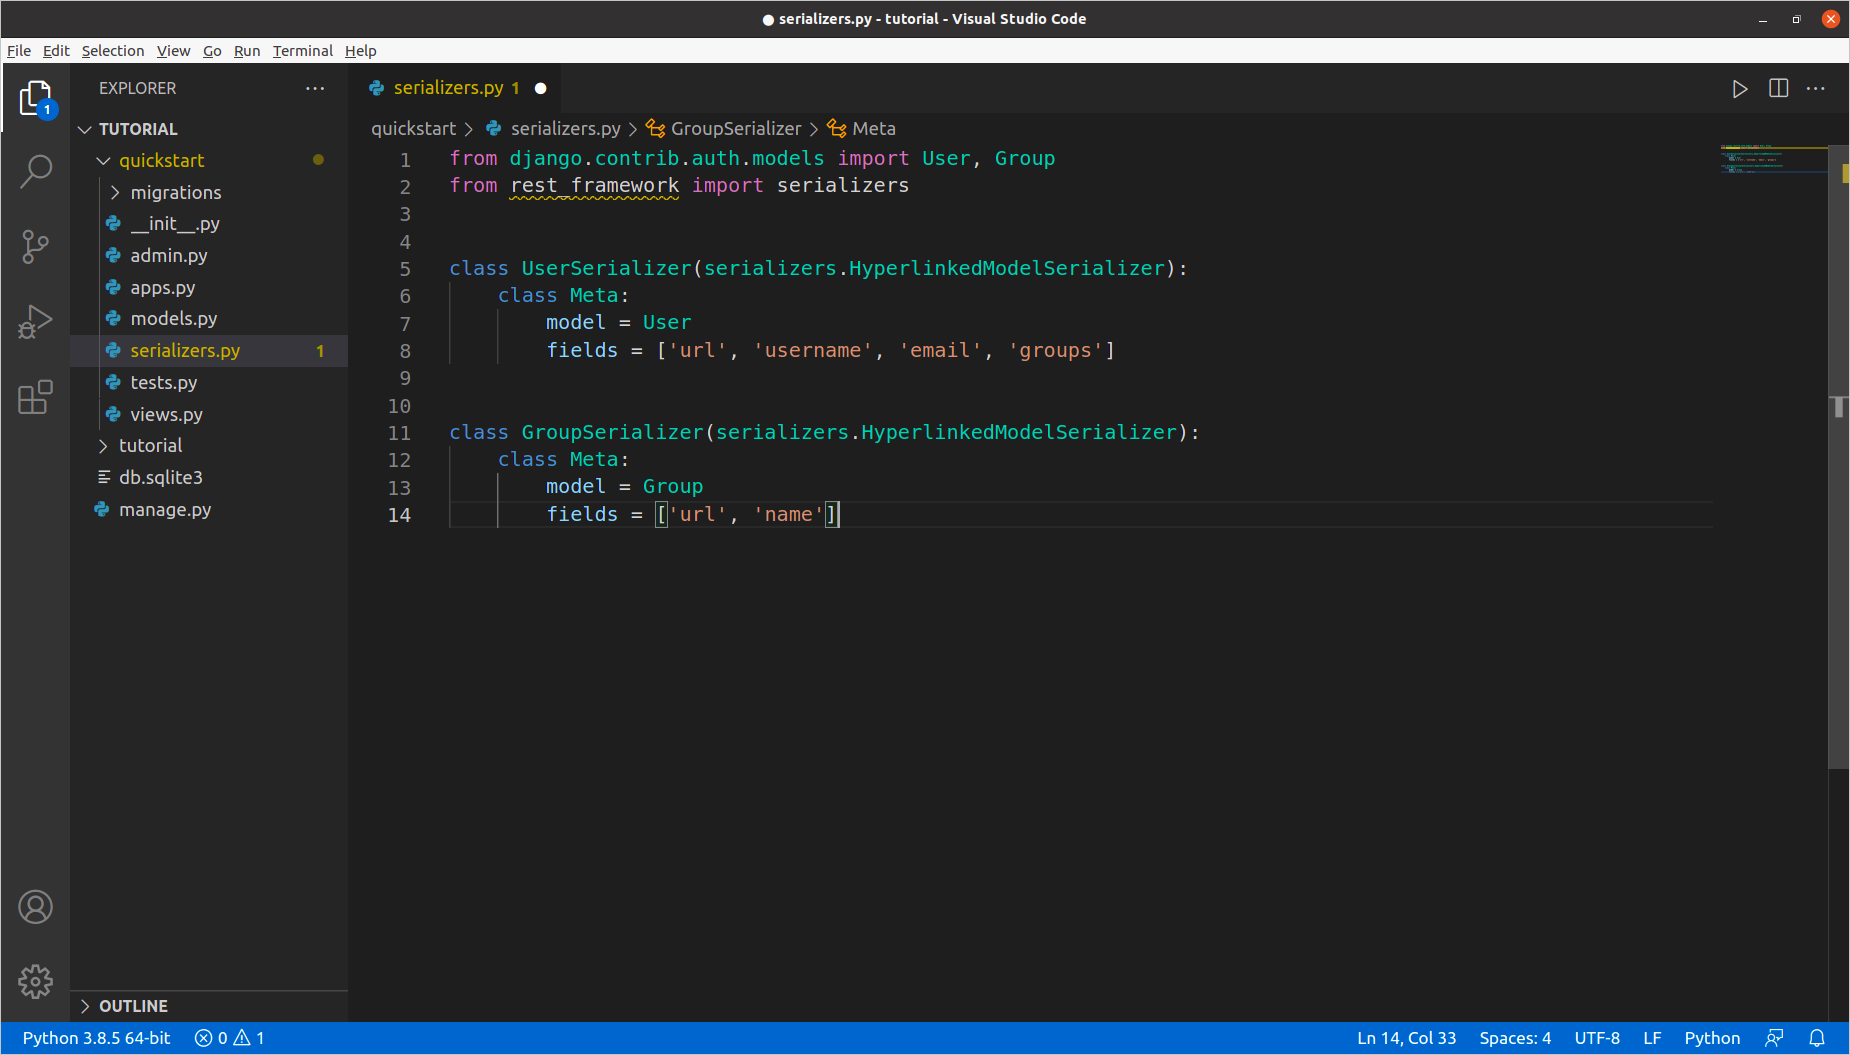 ● serializers.py - tutorial - Visual Studio Code
File Edit Selection View Go Run Terminal Help
1
EXPLORER ···
TUTORIAL
quickstart
migrations
__init__.py
admin.py
apps.py
models.py
serializers.py 1
tests.py
views.py
tutorial
db.sqlite3
manage.py
OUTLINE
serializers.py 1 ●
quickstart > serializers.py > GroupSerializer > Meta
1 from django.contrib.auth.models import User, Group
2 from rest_framework import serializers
3
4
5 class UserSerializer(serializers.HyperlinkedModelSerializer):
6     class Meta:
7         model = User
8         fields = ['url', 'username', 'email', 'groups']
9
10
11 class GroupSerializer(serializers.HyperlinkedModelSerializer):
12     class Meta:
13         model = Group
14         fields = ['url', 'name']
Python 3.8.5 64-bit 0 1 Ln 14, Col 33 Spaces: 4 UTF-8 LF Python